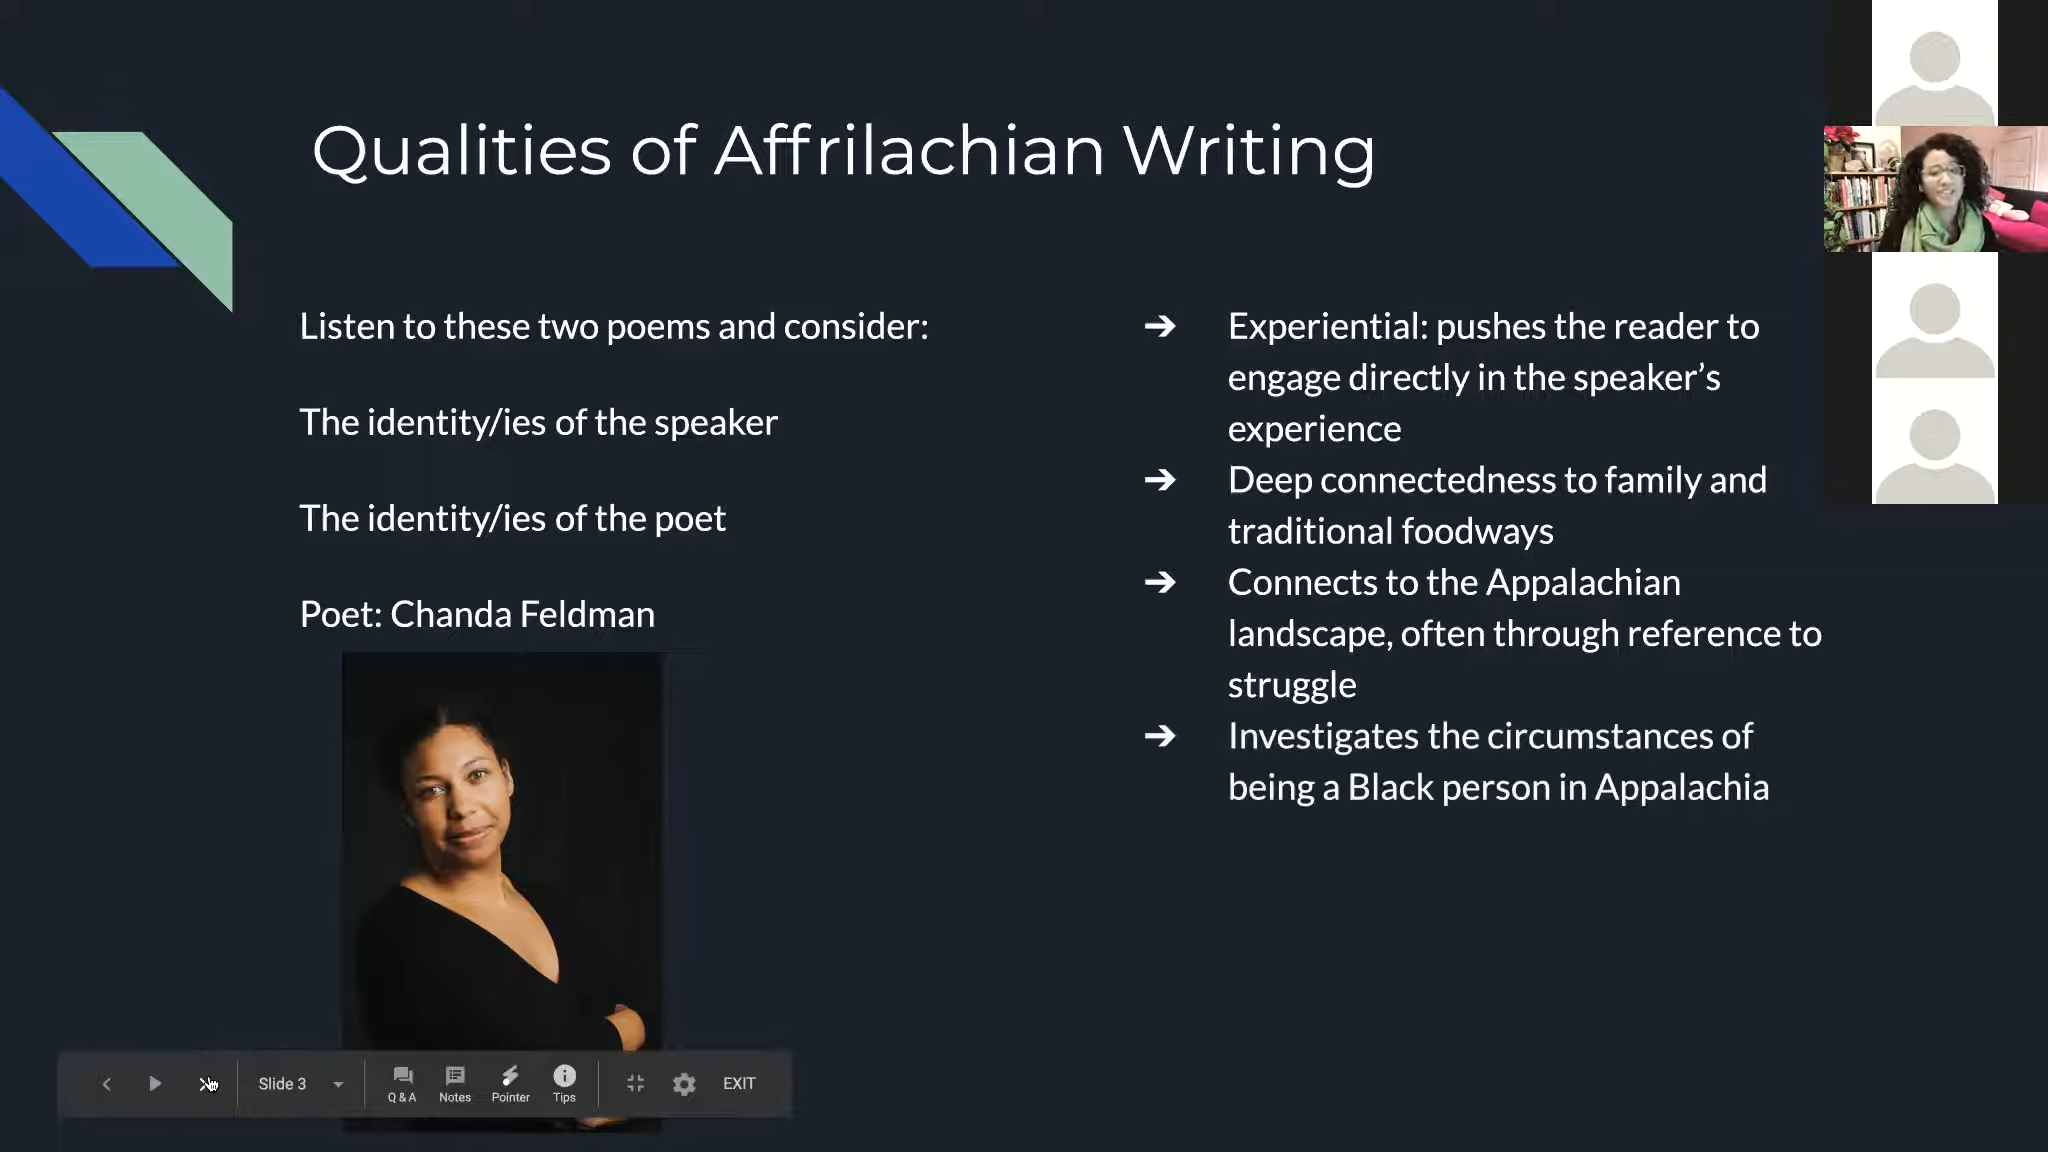 Qualities of Affrilachian Writing
Listen to these two poems and consider:
The identity/ies of the speaker
The identity/ies of the poet
Poet: Chanda Feldman
➔ Experiential: pushes the reader to
engage directly in the speaker’s
experience
➔ Deep connectedness to family and
traditional foodways
➔ Connects to the Appalachian
landscape, often through reference to
struggle
➔ Investigates the circumstances of
being a Black person in Appalachia
Slide 3
Q & A
Notes
Pointer
Tips
EXIT